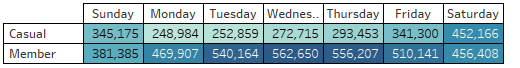 Sunday Monday Tuesday Wednes.. Thursday Friday Saturday
Casual 345,175 248,984 252,859 272,715 293,453 341,300 452,166
Member 381,385 469,907 540,164 562,650 556,207 510,141 456,408